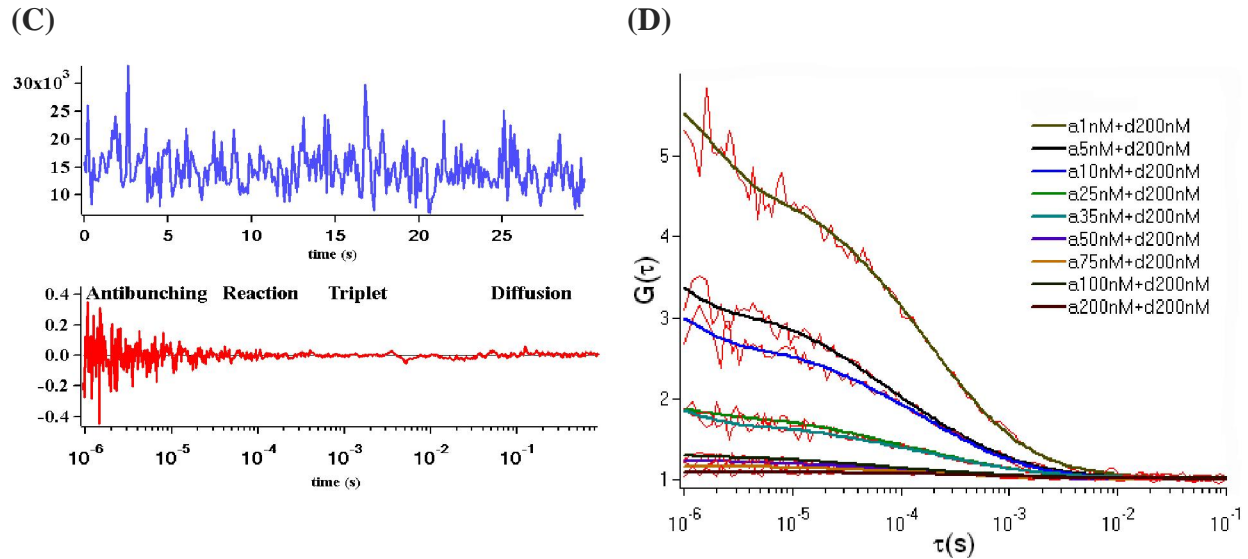 (C)
30x10³
25
20
15
10
0 5 10 15 20 25
time (s)
Antibunching Reaction Triplet Diffusion
0.4
0.2
0.0
-0.2
-0.4
10⁻⁶ 10⁻⁵ 10⁻⁴ 10⁻³ 10⁻² 10⁻¹
time (s)
(D)
a1nM+d200nM
a5nM+d200nM
a10nM+d200nM
a25nM+d200nM
a35nM+d200nM
a50nM+d200nM
a75nM+d200nM
a100nM+d200nM
a200nM+d200nM
5
4
3
2
1
G(τ)
10⁻⁶ 10⁻⁵ 10⁻⁴ 10⁻³ 10⁻² 10⁻¹
τ(s)